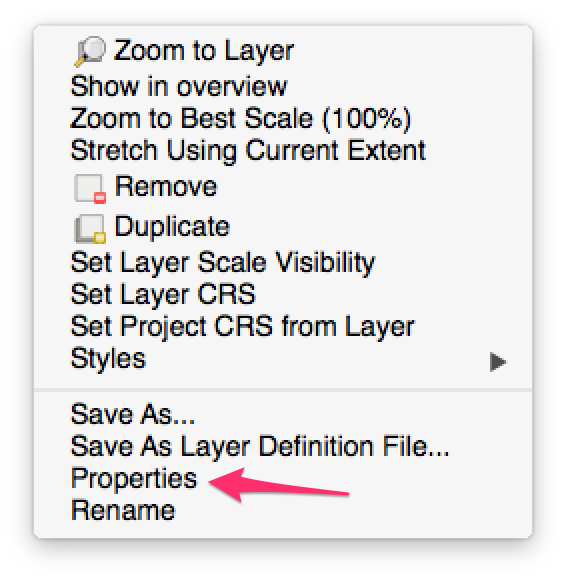 Zoom to Layer
Show in overview
Zoom to Best Scale (100%)
Stretch Using Current Extent
Remove
Duplicate
Set Layer Scale Visibility
Set Layer CRS
Set Project CRS from Layer
Styles
Save As...
Save As Layer Definition File...
Properties
Rename